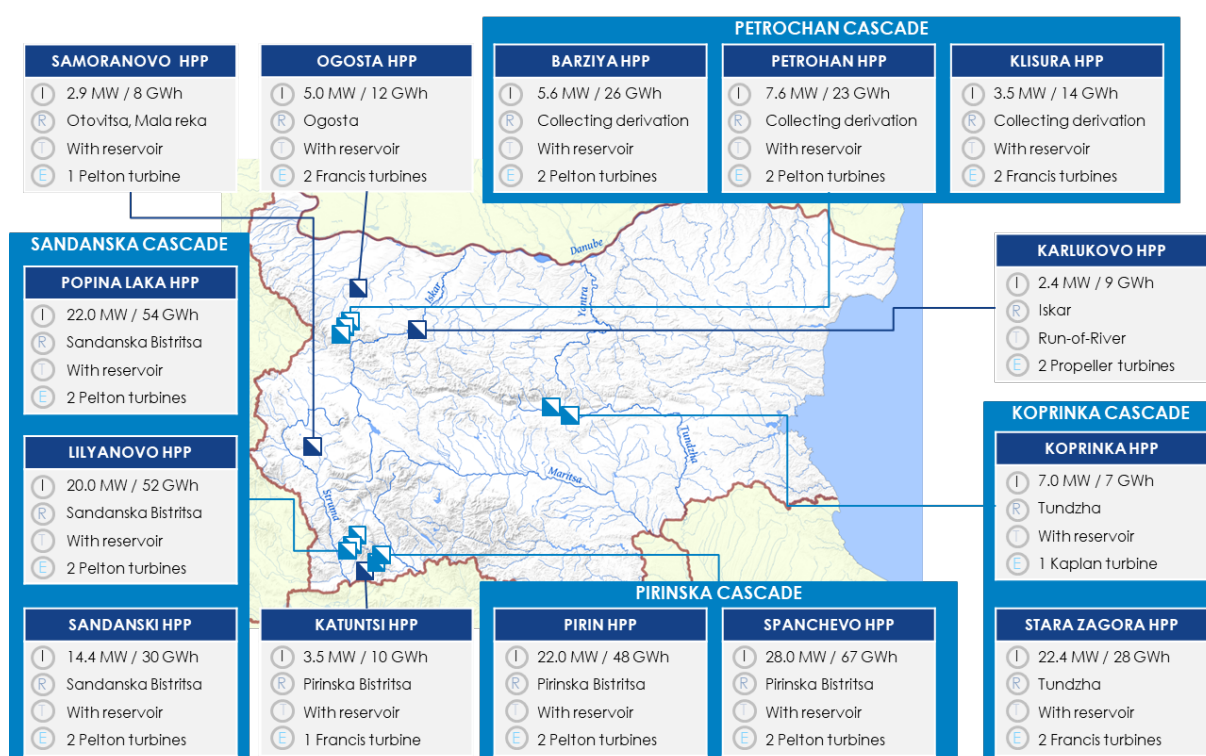 PETROCHAN CASCADE
SAMORANOVO HPP
I 2.9 MW / 8 GWh
R Otovitsa, Mala reka
T With reservoir
E 1 Pelton turbine
OGOSTA HPP
I 5.0 MW / 12 GWh
R Ogosta
T With reservoir
E 2 Francis turbines
BARZIYA HPP
I 5.6 MW / 26 GWh
R Collecting derivation
T With reservoir
E 2 Pelton turbines
PETROHAN HPP
I 7.6 MW / 23 GWh
R Collecting derivation
T With reservoir
E 2 Pelton turbines
KLISURA HPP
I 3.5 MW / 14 GWh
R Collecting derivation
T With reservoir
E 2 Francis turbines
SANDANSKA CASCADE
POPINA LAKA HPP
I 22.0 MW / 54 GWh
R Sandanska Bistritsa
T With reservoir
E 2 Pelton turbines
LILYANOVO HPP
I 20.0 MW / 52 GWh
R Sandanska Bistritsa
T With reservoir
E 2 Pelton turbines
SANDANSKI HPP
I 14.4 MW / 30 GWh
R Sandanska Bistritsa
T With reservoir
E 2 Pelton turbines
Danube
Iskar
Yantra
Tundzha
Maritsa
Struma
KARLUKOVO HPP
I 2.4 MW / 9 GWh
R Iskar
T Run-of-River
E 2 Propeller turbines
KOPRINKA CASCADE
KOPRINKA HPP
I 7.0 MW / 7 GWh
R Tundzha
T With reservoir
E 1 Kaplan turbine
STARA ZAGORA HPP
I 22.4 MW / 28 GWh
R Tundzha
T With reservoir
E 2 Francis turbines
KATUNTSI HPP
I 3.5 MW / 10 GWh
R Pirinska Bistritsa
T With reservoir
E 1 Francis turbine
PIRINSKA CASCADE
PIRIN HPP
I 22.0 MW / 48 GWh
R Pirinska Bistritsa
T With reservoir
E 2 Pelton turbines
SPANCHEVO HPP
I 28.0 MW / 67 GWh
R Pirinska Bistritsa
T With reservoir
E 2 Pelton turbines